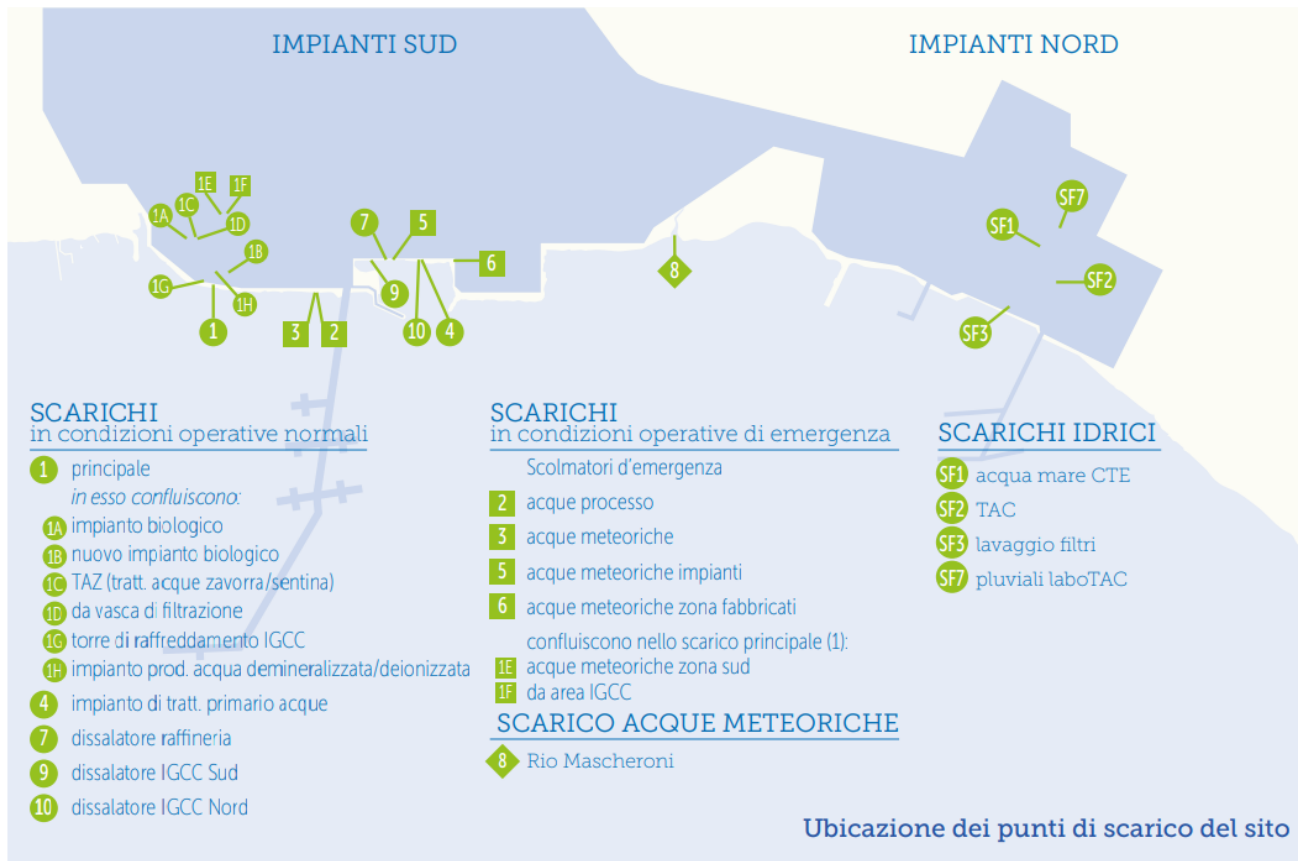 IMPIANTI SUD
IMPIANTI NORD
1E
1F
1A
1C
1D
1B
1G
1H
1
3
2
7
5
9
10
4
6
8
SF7
SF1
SF2
SF3
SCARICHI
in condizioni operative normali
1 principale
in esso confluiscono:
1A impianto biologico
1B nuovo impianto biologico
1C TAZ (tratt. acque zavorra/sentina)
1D da vasca di filtrazione
1G torre di raffreddamento IGCC
1H impianto prod. acqua demineralizzata/deionizzata
4 impianto di tratt. primario acque
7 dissalatore raffineria
9 dissalatore IGCC Sud
10 dissalatore IGCC Nord
SCARICHI
in condizioni operative di emergenza
Scolmatori d'emergenza
2 acque processo
3 acque meteoriche
5 acque meteoriche impianti
6 acque meteoriche zona fabbricati
confluiscono nello scarico principale (1):
1E acque meteoriche zona sud
1F da area IGCC
SCARICO ACQUE METEORICHE
8 Rio Mascheroni
SCARICHI IDRICI
SF1 acqua mare CTE
SF2 TAC
SF3 lavaggio filtri
SF7 pluviali laboTAC
Ubicazione dei punti di scarico del sito